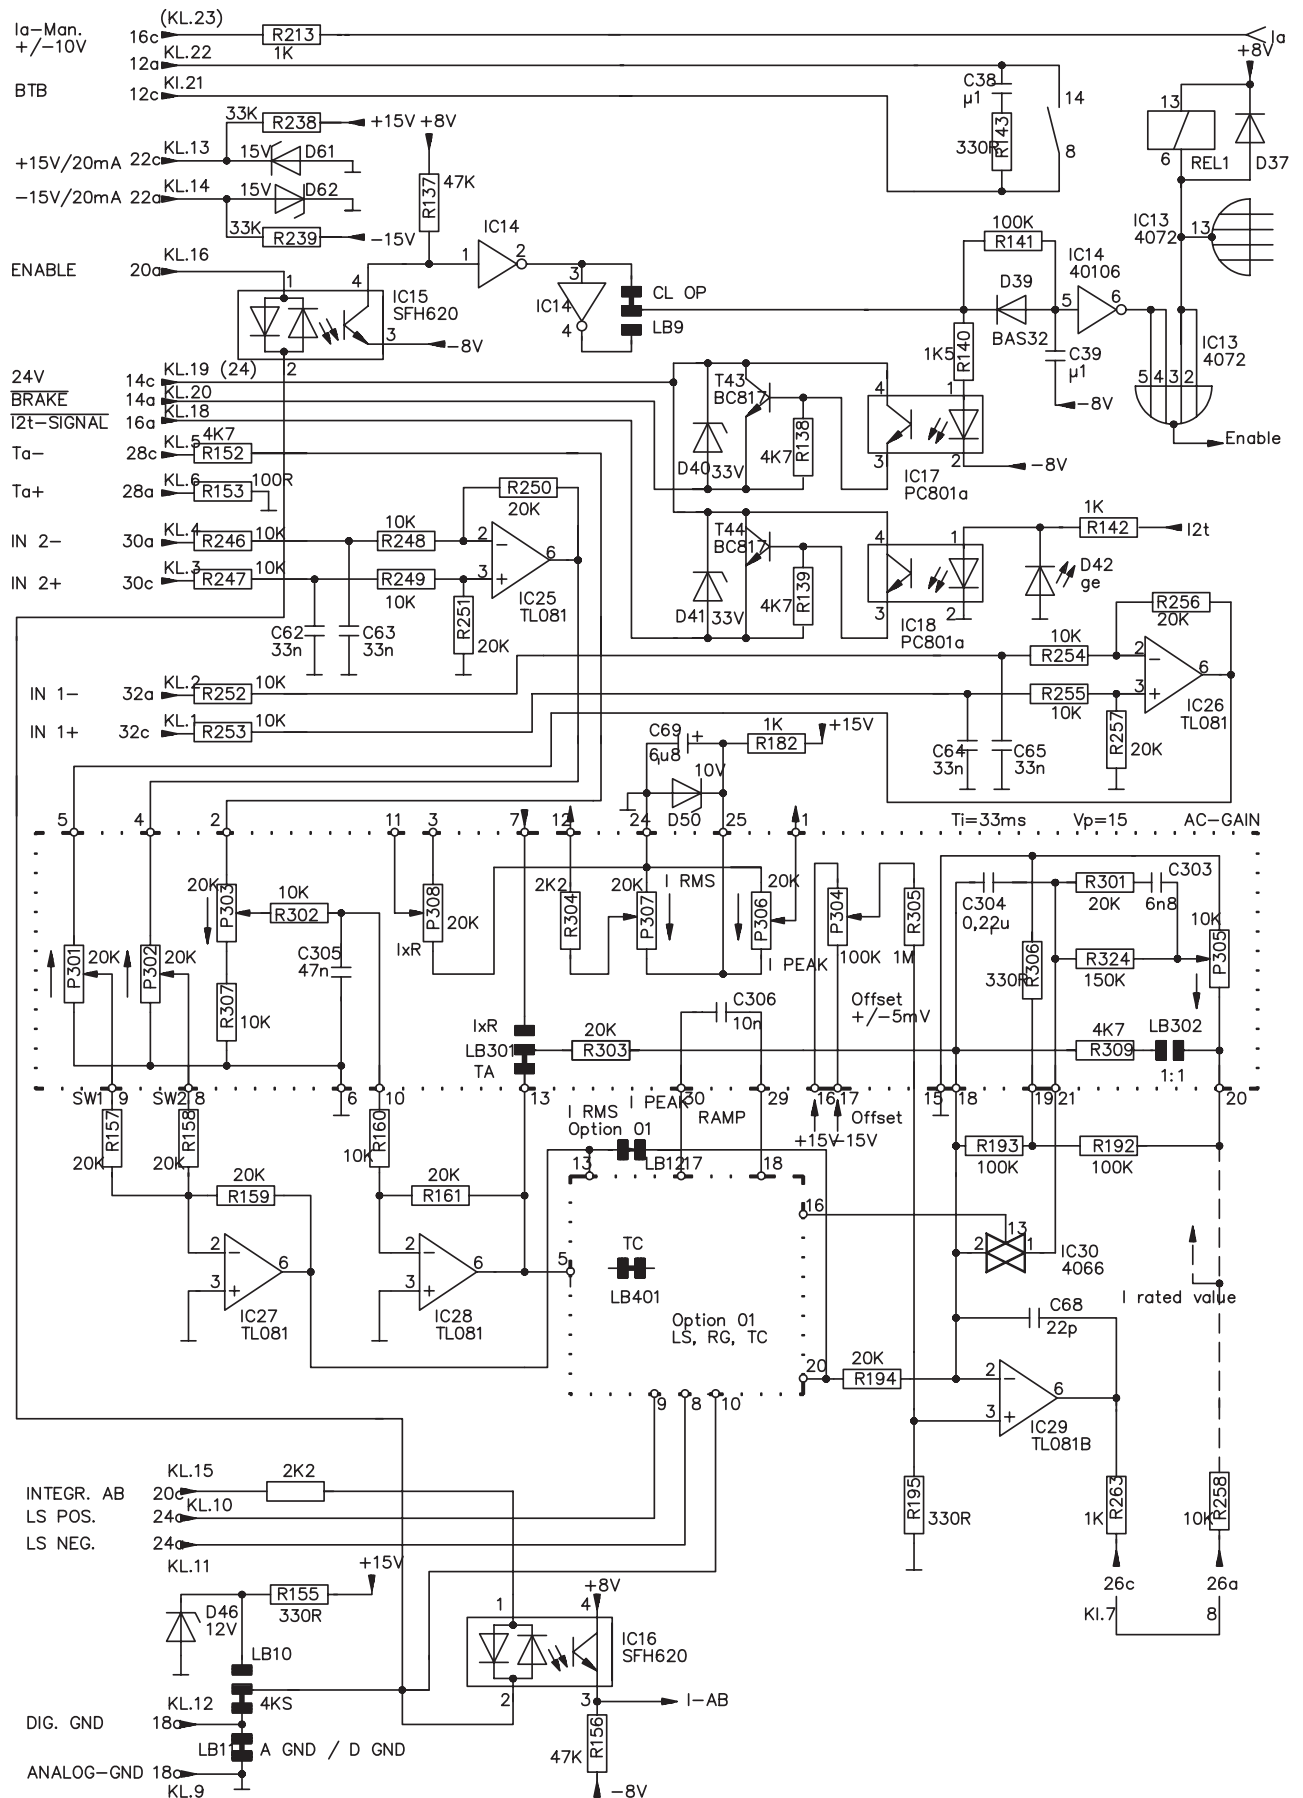 Ia-Man. 16c (KL.23) R213 Ia
+/-10V 1K +8V
12a KL.22
BTB 12c Kl.21
C38 µ1 14 13
330R R143 8 6 REL1 D37
33K R238 +15V +8V
+15V/20mA 22c KL.13 15V D61
-15V/20mA 22a KL.14 15V D62
33K R239 -15V
R137 47K
IC13 4072 13
ENABLE 20a KL.16
1 4 IC15 SFH620 3 -8V 2
1 IC14 2
3 IC14 4
CL OP
LB9
100K R141
D39 BAS32
IC14 40106 5 6
1K5 R140
C39 µ1 -8V
IC13 4072 5 4 3 2
Enable
24V 14c KL.19 (24)
BRAKE 14a KL.20
I2t-SIGNAL 16a KL.18
T43 BC817
D40 33V 4K7 R138
4 1 3 2 IC17 PC801a -8V
Ta- 28c KL.5 4K7 R152
Ta+ 28a KL.6 R153 100R
IN 2- 30a KL.4 R246 10K
IN 2+ 30c KL.3 R247 10K
10K R248
R249 10K
R250 20K
2 3 6 IC25 TL081
R251 20K
C62 33n C63 33n
T44 BC817
D41 33V 4K7 R139
4 1 3 2 IC18 PC801a
1K R142 I2t
D42 ge
R256 20K
10K R254
R255 10K
2 3 6 IC26 TL081
R257 20K
C64 33n C65 33n
IN 1- 32a KL.2 R252 10K
IN 1+ 32c KL.1 R253 10K
C69 6µ8 +
1K R182 +15V
10V D50
5 4 2 11 3 7 12 24 25 1
Ti=33ms Vp=15 AC-GAIN
P301 20K
P302 20K
20K P303
10K R302
C305 47n
R307 10K
P308 20K IxR
2K2 R304
20K P307 I RMS
20K P306 I PEAK
P304 100K
R305 1M
Offset +/-5mV
C304 0,22u
R301 20K
C303 6n8
330R R306
R324 150K
10K P305
4K7 R309
LB302 1:1
IxR
LB301
TA
20K R303
C306 10n
SW1 9 SW2 8 6 10 13 30 29 16 17 15 18 19 21 20
R157 20K
R158 20K
R160 10K
I RMS I PEAK RAMP
Option 01
LB12
+15V -15V Offset
R193 100K
R192 100K
20K R159
20K R161
13 17 18 16
2 3 6 IC27 TL081
2 3 6 IC28 TL081
5 TC
LB401
Option 01
LS, RG, TC
13 2 1 IC30 4066
I rated value
C68 22p
20 20K R194
2 3 6 IC29 TL081B
9 8 10
R195 330R
1K R263
10K R258
26c 26a
Kl.7 8
KL.15 2K2
INTEGR. AB 20c
LS POS. 24c KL.10
LS NEG. 24c
KL.11
+15V
D46 12V
R155 330R
LB10
4KS
1 +8V 4 IC16 SFH620
2 3 I-AB
47K R156 -8V
DIG. GND 18c KL.12
LB11 A GND / D GND
ANALOG-GND 18c
KL.9